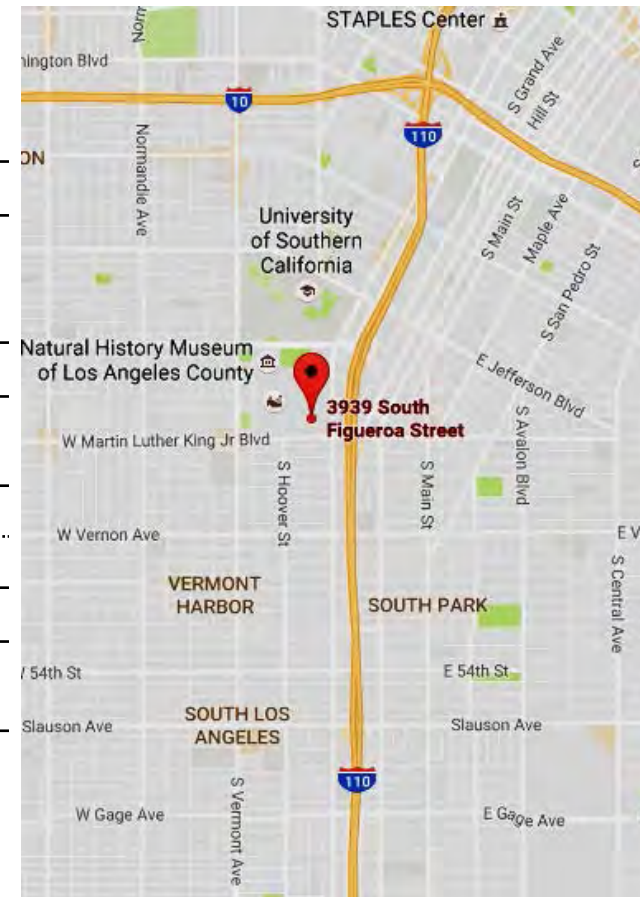 STAPLES Center
Norm
nington Blvd
S Grand Ave
Hill St
10
110
ON
Normandie Ave
S Main St
Maple Ave
S San Pedro St
University
of Southern
California
Natural History Museum
of Los Angeles County
E Jefferson Blvd
3939 South
Figueroa Street
S Avalon Blvd
W Martin Luther King Jr Blvd
S Hoover St
S Main St
W Vernon Ave
E V
S Central Ave
VERMONT
HARBOR
SOUTH PARK
54th St
E 54th St
SOUTH LOS
ANGELES
Slauson Ave
Slauson Ave
110
S Vermont Ave
W Gage Ave
E Gage Ave